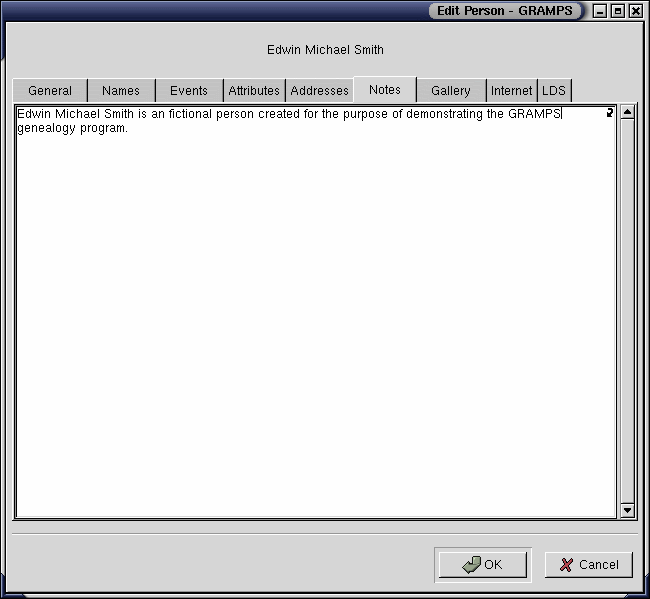 Edit Person - GRAMPS
Edwin Michael Smith
General Names Events Attributes Addresses Notes Gallery Internet LDS
Edwin Michael Smith is an fictional person created for the purpose of demonstrating the GRAMPS
genealogy program.
OK Cancel